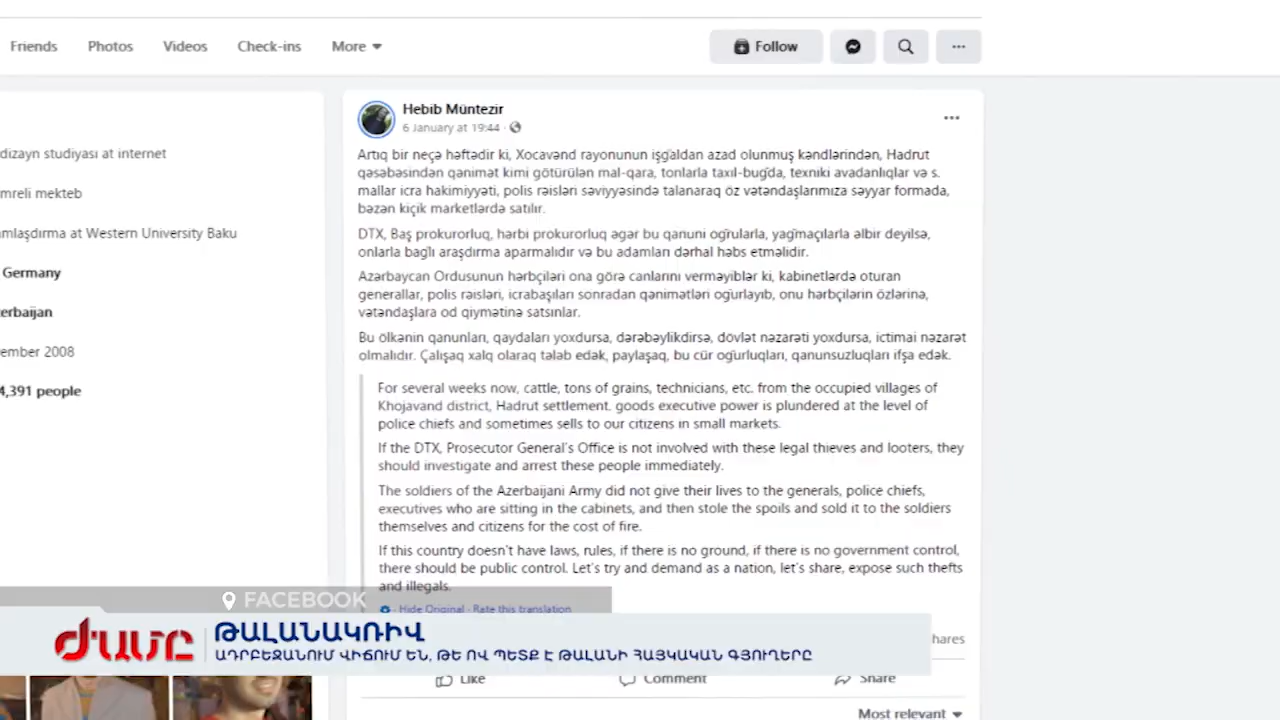 Friends Photos Videos Check-ins More Follow
Hebib Müntezir
6 January at 19:44
dizayn studiyası at internet
mreli mekteb
amlaşdırma at Western University Baku
Germany
erbaijan
ember 2008
4,391 people
Artıq bir neçə həftədir ki, Xocavənd rayonunun işğaldan azad olunmuş kəndlərindən, Hadrut
qəsəbəsindən qənimət kimi götürülən mal-qara, tonlarla taxıl-buğda, texniki avadanlıqlar və s.
mallar icra hakimiyyəti, polis rəisləri səviyyəsində talanaraq öz vətəndaşlarımıza səyyar formada,
bəzən kiçik marketlərdə satılır.
DTX, Baş prokurorluq, hərbi prokurorluq əgər bu qanuni oğrularla, yağmaçılarla əlbir deyilsə,
onlarla bağlı araşdırma aparmalıdır və bu adamları dərhal həbs etməlidir.
Azərbaycan Ordusunun hərbçiləri ona görə canlarını verməyiblər ki, kabinetlərdə oturan
generallar, polis rəisləri, icrabaşıları sonradan qənimətləri oğurlayıb, onu hərbçilərin özlərinə,
vətəndaşlara od qiymətinə satsınlar.
Bu ölkənin qanunları, qaydaları yoxdursa, dərəbəylikdirsə, dövlət nəzarəti yoxdursa, ictimai nəzarət
olmalıdır. Çalışaq xalq olaraq tələb edək, paylaşaq, bu cür oğurluqları, qanunsuzluqları ifşa edək.
For several weeks now, cattle, tons of grains, technicians, etc. from the occupied villages of
Khojavand district, Hadrut settlement. goods executive power is plundered at the level of
police chiefs and sometimes sells to our citizens in small markets.
If the DTX, Prosecutor General's Office is not involved with these legal thieves and looters, they
should investigate and arrest these people immediately.
The soldiers of the Azerbaijani Army did not give their lives to the generals, police chiefs,
executives who are sitting in the cabinets, and then stole the spoils and sold it to the soldiers
themselves and citizens for the cost of fire.
If this country doesn't have laws, rules, if there is no ground, if there is no government control,
there should be public control. Let's try and demand as a nation, let's share, expose such thefts
and illegals.
Hide Original · Rate this translation
FACEBOOK
hares
ԺԱՄԸ
ԹԱԼԱՆԱԿՌԻՎ
ԱԴՐԲԵՋԱՆՈՒՄ ՎԻՃՈՒՄ ԵՆ, ԹԵ ՈՎ ՊԵՏՔ Է ԹԱԼԱՆԻ ՀԱՅԿԱԿԱՆ ԳՅՈՒՂԵՐԸ
Like Comment Share
Most relevant